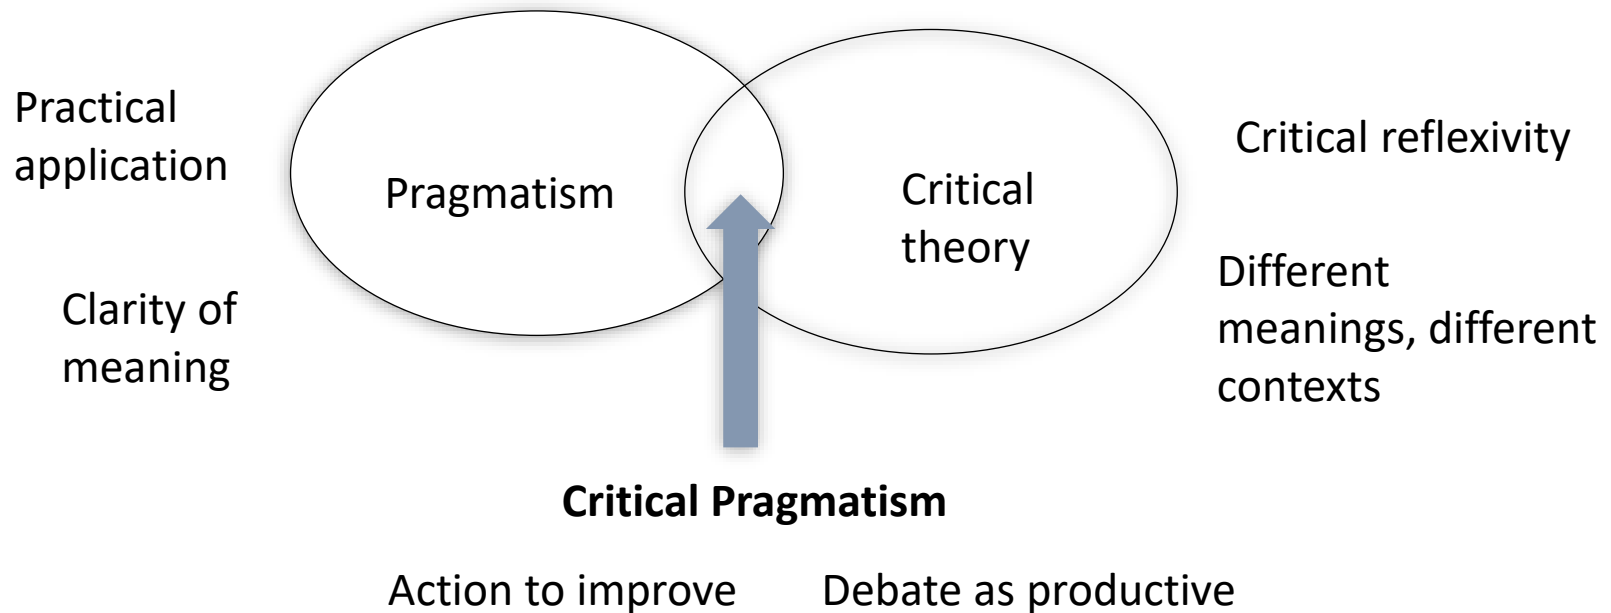 Practical
application
Clarity of
meaning
Pragmatism
Critical
theory
Critical reflexivity
Different
meanings, different
contexts
Critical Pragmatism
Action to improve
Debate as productive